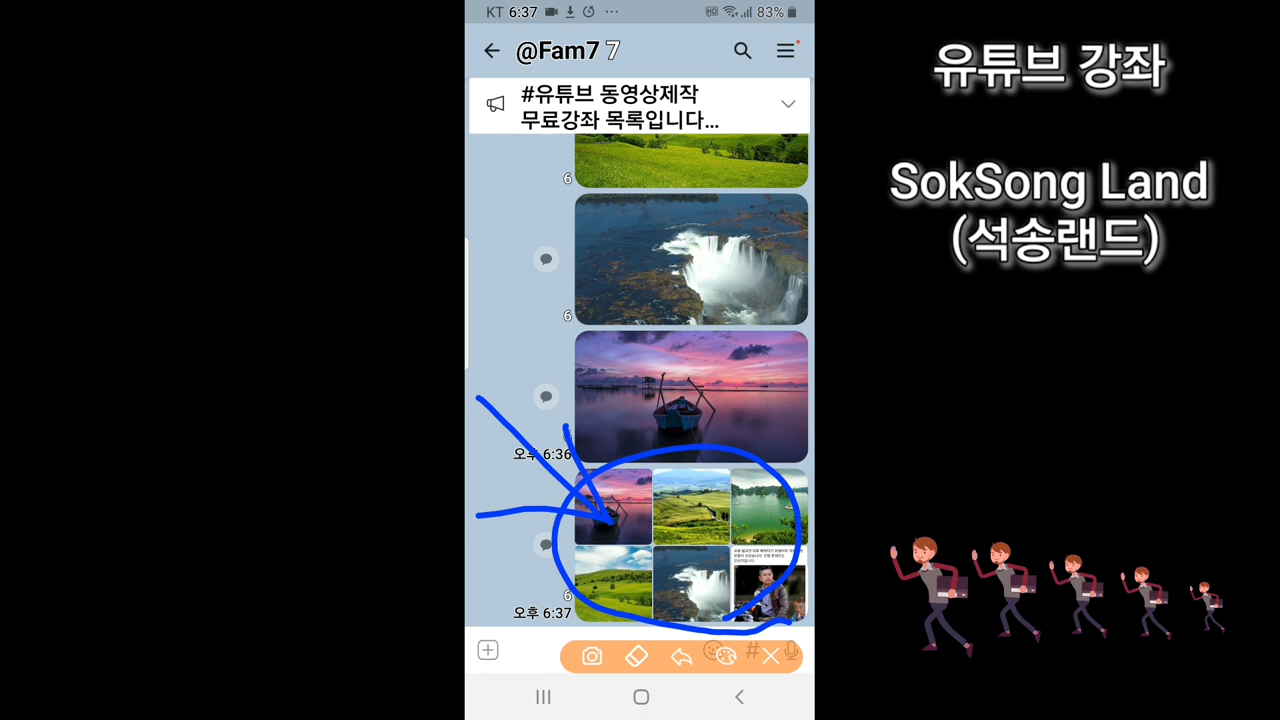 KT 6:37
83%
@Fam7 7
#유튜브 동영상제작
무료강좌 목록입니다...
6
6
오후 6:36
6
오후 6:37
유튜브 강좌
SokSong Land
(석송랜드)